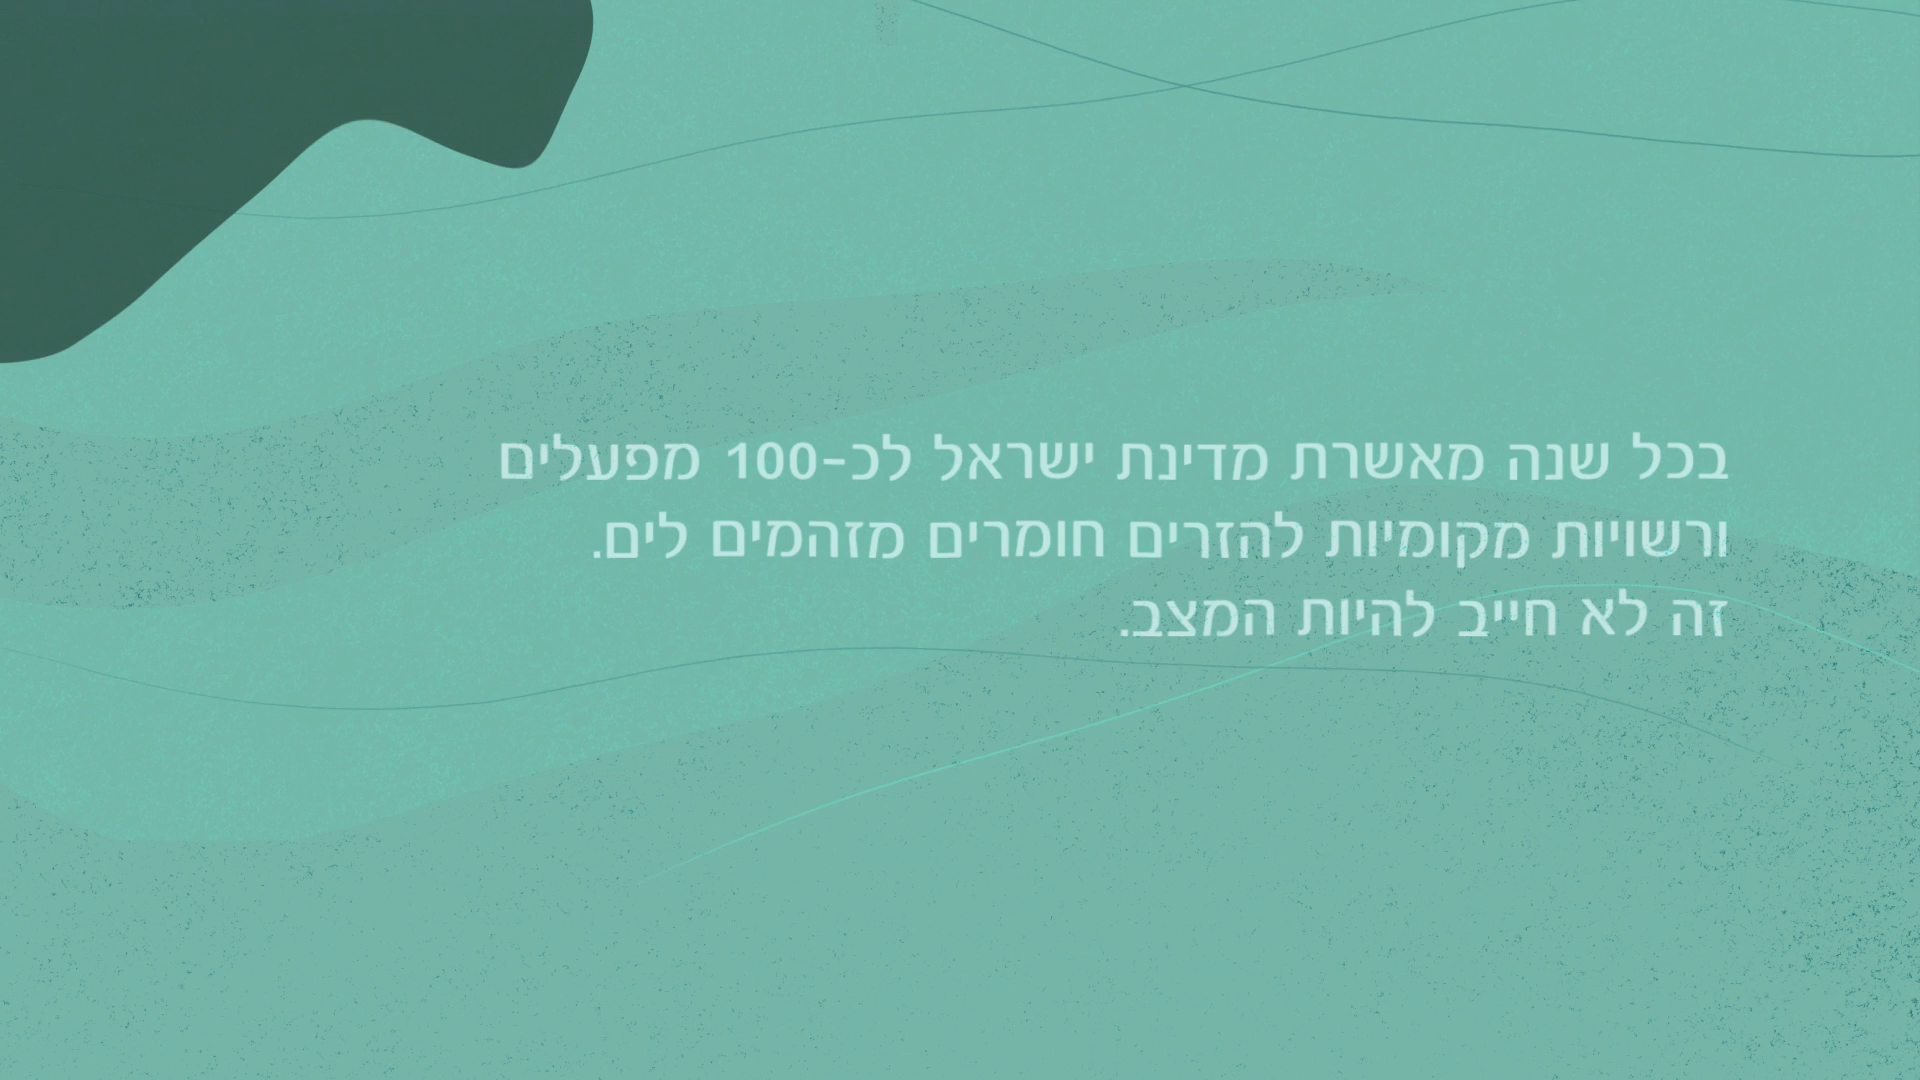 בכל שנה מאשרת מדינת ישראל לכ-100 מפעלים
ורשויות מקומיות להזרים חומרים מזהמים לים.
זה לא חייב להיות המצב.